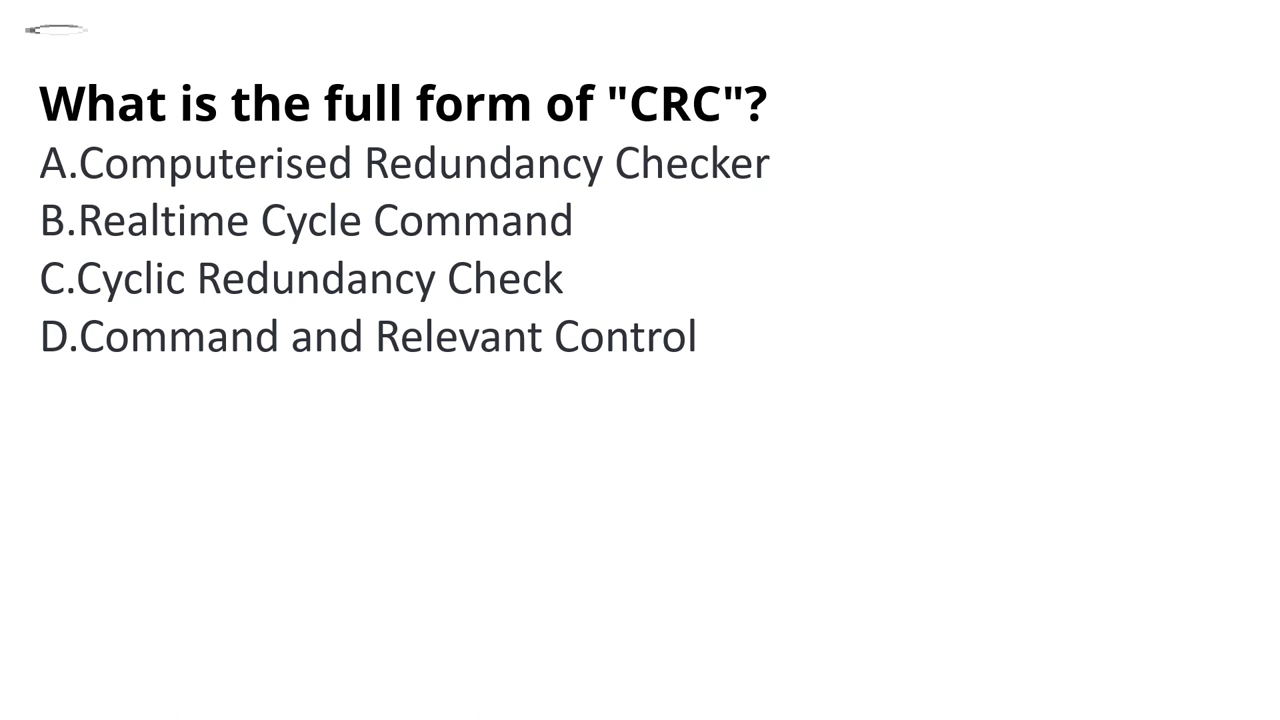 What is the full form of "CRC"?
A.Computerised Redundancy Checker
B.Realtime Cycle Command
C.Cyclic Redundancy Check
D.Command and Relevant Control